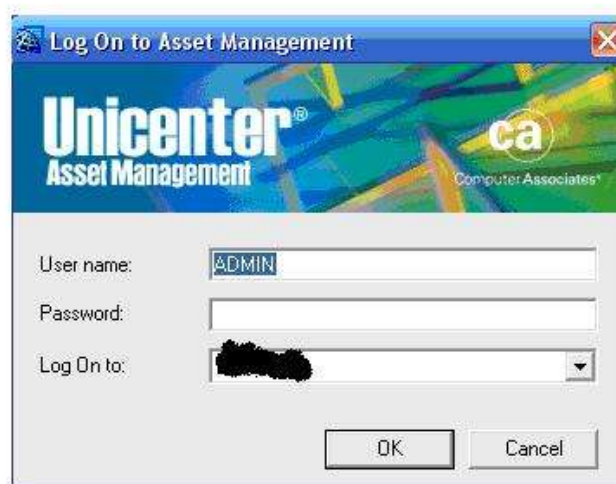 Log On to Asset Management
Unicenter®
Asset Management
ca
Computer Associates®
User name: ADMIN
Password:
Log On to:
OK Cancel